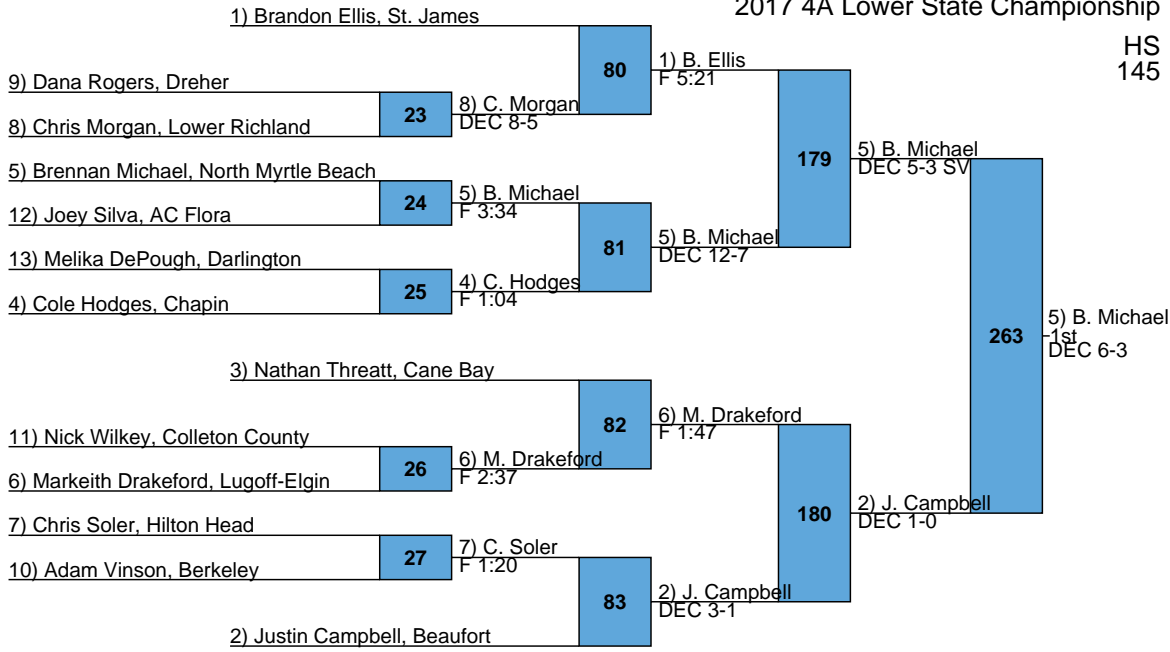 2017 4A Lower State Championship
HS
145
1) Brandon Ellis, St. James
80
1) B. Ellis
F 5:21
9) Dana Rogers, Dreher
23
8) C. Morgan
DEC 8-5
8) Chris Morgan, Lower Richland
179
5) B. Michael
DEC 5-3 SV
5) Brennan Michael, North Myrtle Beach
24
5) B. Michael
F 3:34
12) Joey Silva, AC Flora
81
5) B. Michael
DEC 12-7
13) Melika DePough, Darlington
25
4) C. Hodges
F 1:04
4) Cole Hodges, Chapin
263
5) B. Michael
1st
DEC 6-3
3) Nathan Threatt, Cane Bay
82
6) M. Drakeford
F 1:47
11) Nick Wilkey, Colleton County
26
6) M. Drakeford
F 2:37
6) Markeith Drakeford, Lugoff-Elgin
180
2) J. Campbell
DEC 1-0
7) Chris Soler, Hilton Head
27
7) C. Soler
F 1:20
10) Adam Vinson, Berkeley
83
2) J. Campbell
DEC 3-1
2) Justin Campbell, Beaufort